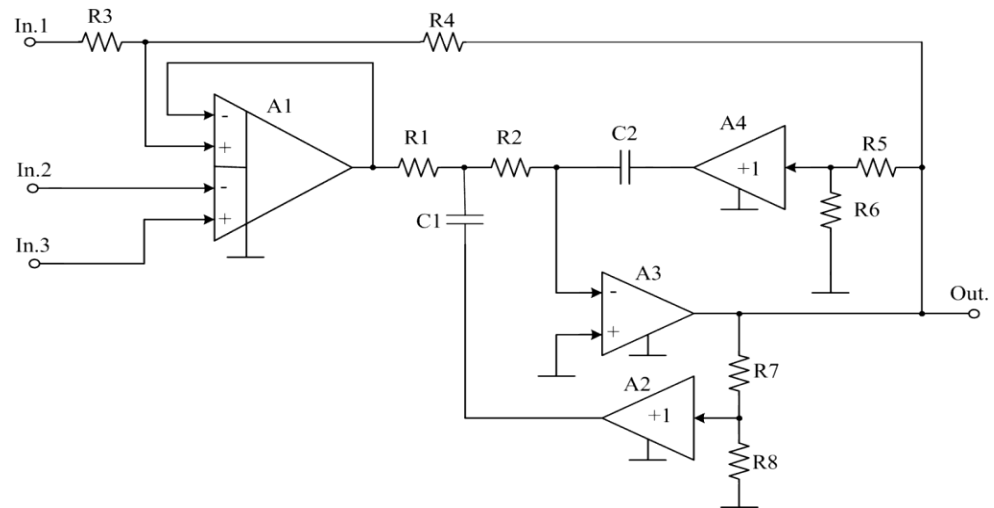 In.1
R3
R4
A1
-
+
In.2
-
+
In.3
R1
R2
C2
A4
+1
R5
R6
C1
A3
-
+
Out.
R7
A2
+1
R8